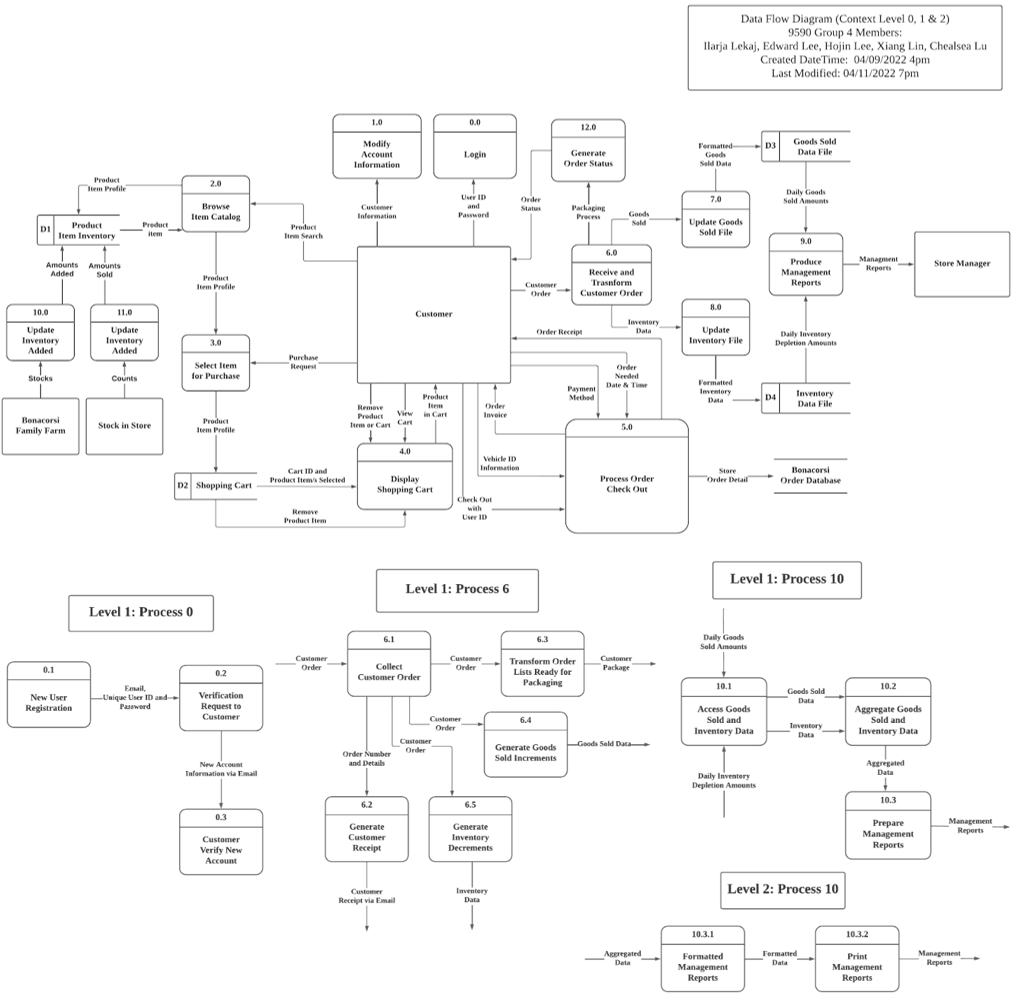 Data Flow Diagram (Context Level 0, 1 & 2)
9590 Group 4 Members:
Ilarja Lekaj, Edward Lee, Hojin Lee, Xiang Lin, Chealsea Lu
Created DateTime: 04/09/2022 4pm
Last Modified: 04/11/2022 7pm
1.0
Modify
Account
Information
0.0
Login
12.0
Generate
Order Status
Formatted
Goods
Sold Data
D3
Goods Sold
Data File
Product
Item Profile
2.0
Browse
Item Catalog
Customer
Information
User ID
and
Password
Order
Status
Packaging
Process
Goods
Sold
7.0
Update Goods
Sold File
Daily Goods
Sold Amounts
D1
Product
Item Inventory
Product
item
Product
Item Search
6.0
Receive and
Trasnform
Customer Order
9.0
Produce
Management
Reports
Managment
Reports
Store Manager
Amounts
Added
Amounts
Sold
Product
Item Profile
Customer
Customer
Order
10.0
Update
Inventory
Added
11.0
Update
Inventory
Added
3.0
Select Item
for Purchase
Order Receipt
Inventory
Data
8.0
Update
Inventory File
Daily Inventory
Depletion Amounts
Purchase
Request
Stocks
Counts
Order
Needed
Date & Time
Payment
Method
Formatted
Inventory
Data
D4
Inventory
Data File
Bonacorsi
Family Farm
Stock in Store
Product
Item Profile
Remove
Product
Item or Cart
View
Cart
Product
Item
in Cart
Order
Invoice
5.0
Process Order
Check Out
4.0
Display
Shopping Cart
Vehicle ID
Information
D2
Shopping Cart
Cart ID and
Product Item/s Selected
Store
Order Detail
Bonacorsi
Order Database
Check Out
with
User ID
Remove
Product Item
Level 1: Process 0
0.1
New User
Registration
Email,
Unique User ID and
Password
0.2
Verification
Request to
Customer
New Account
Information via Email
0.3
Customer
Verify New
Account
Level 1: Process 6
Customer
Order
6.1
Collect
Customer Order
Customer
Order
6.3
Transform Order
Lists Ready for
Packaging
Customer
Package
Customer
Order
6.4
Generate Goods
Sold Increments
Goods Sold Data
Customer
Order
Order Number
and Details
6.2
Generate
Customer
Receipt
6.5
Generate
Inventory
Decrements
Customer
Receipt via Email
Inventory
Data
Level 1: Process 10
Daily Goods
Sold Amounts
10.1
Access Goods
Sold and
Inventory Data
Goods Sold
Data
Inventory
Data
10.2
Aggregate Goods
Sold and
Inventory Data
Daily Inventory
Depletion Amounts
Aggregated
Data
10.3
Prepare
Management
Reports
Management
Reports
Level 2: Process 10
Aggregated
Data
10.3.1
Formatted
Management
Reports
Formatted
Data
10.3.2
Print
Management
Reports
Management
Reports